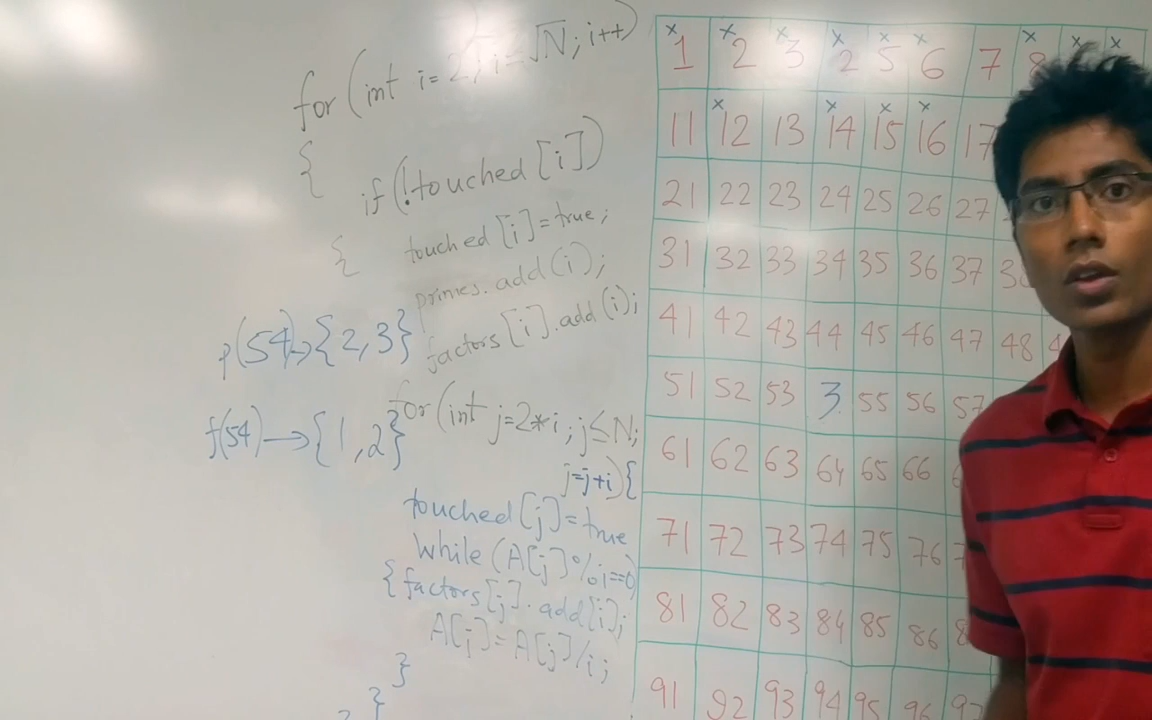 for (int i=2; i=√N; i++)
{
if(!touched[i])
{
touched[i]=true;
primes.add(i);
factors[i].add(i);
p(54)→{2,3}
f(54)→{1,2}
for(int j=2*i; j≤N;
j=j+i){
touched[j]=true
while (A[j]%i==0)
{factors[j].add[i];
A[j]=A[j]/i;
}
}
x x x x x x x x x
1 2 3 2 5 6 7 8
x x x x
11 12 13 14 15 16 17
21 22 23 24 25 26 27
31 32 33 34 35 36 37
41 42 43 44 45 46 47 48
51 52 53 3 55 56 57
61 62 63 64 65 66
71 72 73 74 75 76
81 82 83 84 85 86
91 92 93 94 95 96 97